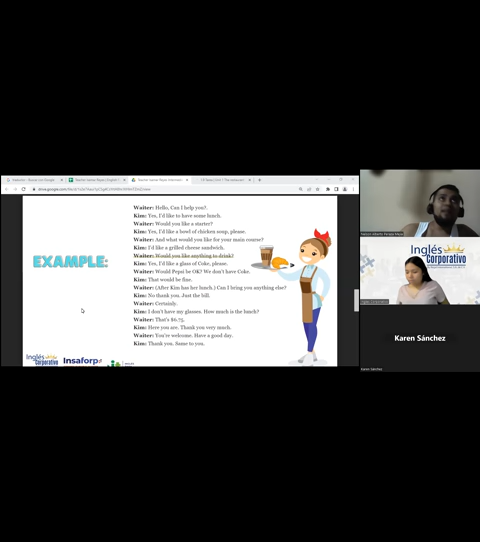 EXAMPLE:
Waiter: Hello, Can I help you?.
Kim: Yes, I'd like to have some lunch.
Waiter: Would you like a starter?
Kim: Yes, I'd like a bowl of chicken soup, please.
Waiter: And what would you like for your main course?
Kim: I'd like a grilled cheese sandwich.
Waiter: Would you like anything to drink?
Kim: Yes, I'd like a glass of Coke, please.
Waiter: Would Pepsi be OK? We don't have Coke.
Kim: That would be fine.
Waiter: (After Kim has her lunch.) Can I bring you anything else?
Kim: No thank you. Just the bill.
Waiter: Certainly.
Kim: I don't have my glasses. How much is the lunch?
Waiter: That's $6.75.
Kim: Here you are. Thank you very much.
Waiter: You're welcome. Have a good day.
Kim: Thank you. Same to you.
Inglés
Corporativo
Insaforp
Inglés
Corporativo
Karen Sánchez
Karen Sánchez